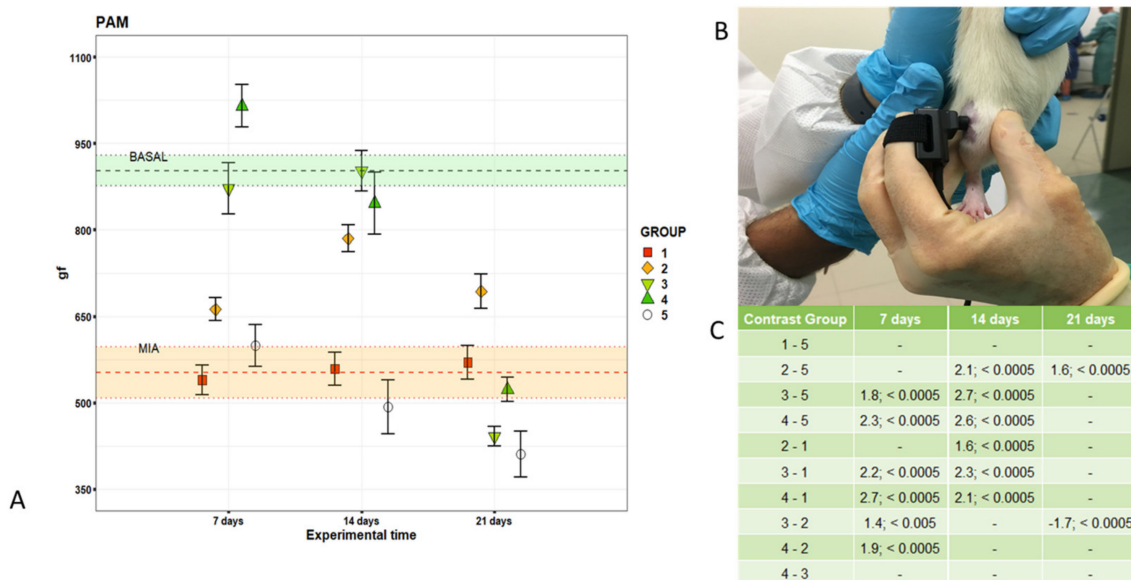 PAM
1100
950
800
650
500
350
gf
BASAL
MIA
7 days
14 days
21 days
Experimental time
GROUP
1
2
3
4
5
A
B
C
Contrast Group 7 days 14 days 21 days
1 - 5 - - -
2 - 5 - 2.1; < 0.0005 1.6; < 0.0005
3 - 5 1.8; < 0.0005 2.7; < 0.0005 -
4 - 5 2.3; < 0.0005 2.6; < 0.0005 -
2 - 1 - 1.6; < 0.0005 -
3 - 1 2.2; < 0.0005 2.3; < 0.0005 -
4 - 1 2.7; < 0.0005 2.1; < 0.0005 -
3 - 2 1.4; < 0.005 - -1.7; < 0.0005
4 - 2 1.9; < 0.0005 - -
4 - 3 - - -